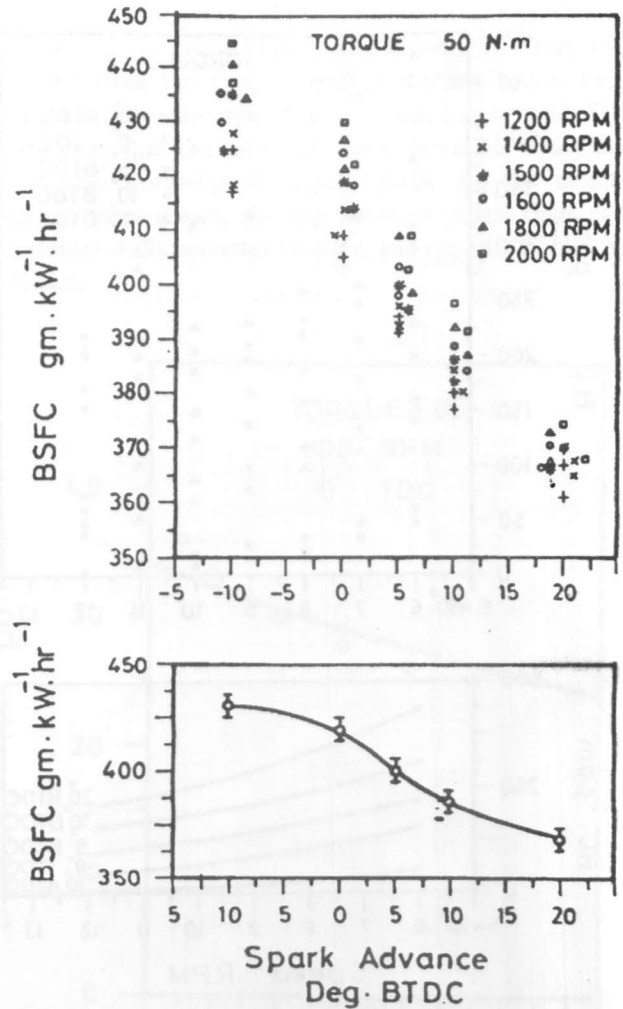 450
440
430
420
410
400
390
380
370
360
350
BSFC gm.kW⁻¹.hr⁻¹
TORQUE 50 N·m
1200 RPM
1400 RPM
1500 RPM
1600 RPM
1800 RPM
2000 RPM
-5 -10 -5 0 5 10 15 20
450
400
350
BSFC gm.kW⁻¹.hr⁻¹
5 10 5 0 5 10 15 20
Spark Advance
Deg. BTDC